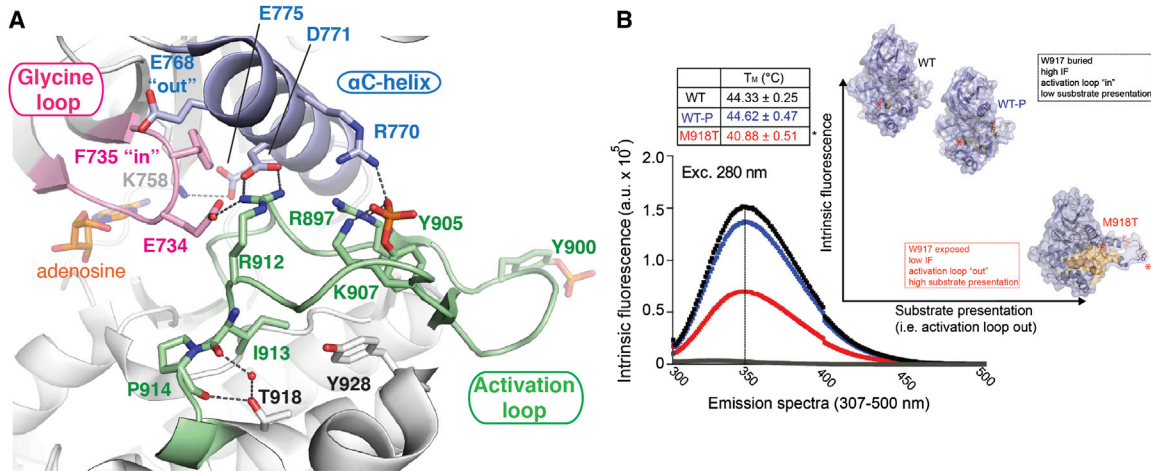 A
E775
D771
E768
"out"
Glycine
loop
αC-helix
R770
F735 "in"
K758
E734
R897
Y905
Y900
adenosine
R912
K907
I913
P914
T918
Y928
Activation
loop
B
TM (°C)
WT 44.33 ± 0.25
WT-P 44.62 ± 0.47
M918T 40.88 ± 0.51
*
Exc. 280 nm
Intrinsic fluorescence (a.u. x 10⁵)
2.0
1.5
1.0
0.5
0
300
350
400
450
500
Emission spectra (307-500 nm)
Intrinsic fluorescence
WT
*
WT-P
*
W917 buried
high IF
activation loop "in"
low susbstrate presentation
M918T
*
W917 exposed
low IF
activation loop "out"
high substrate presentation
Substrate presentation
(i.e. activation loop out)